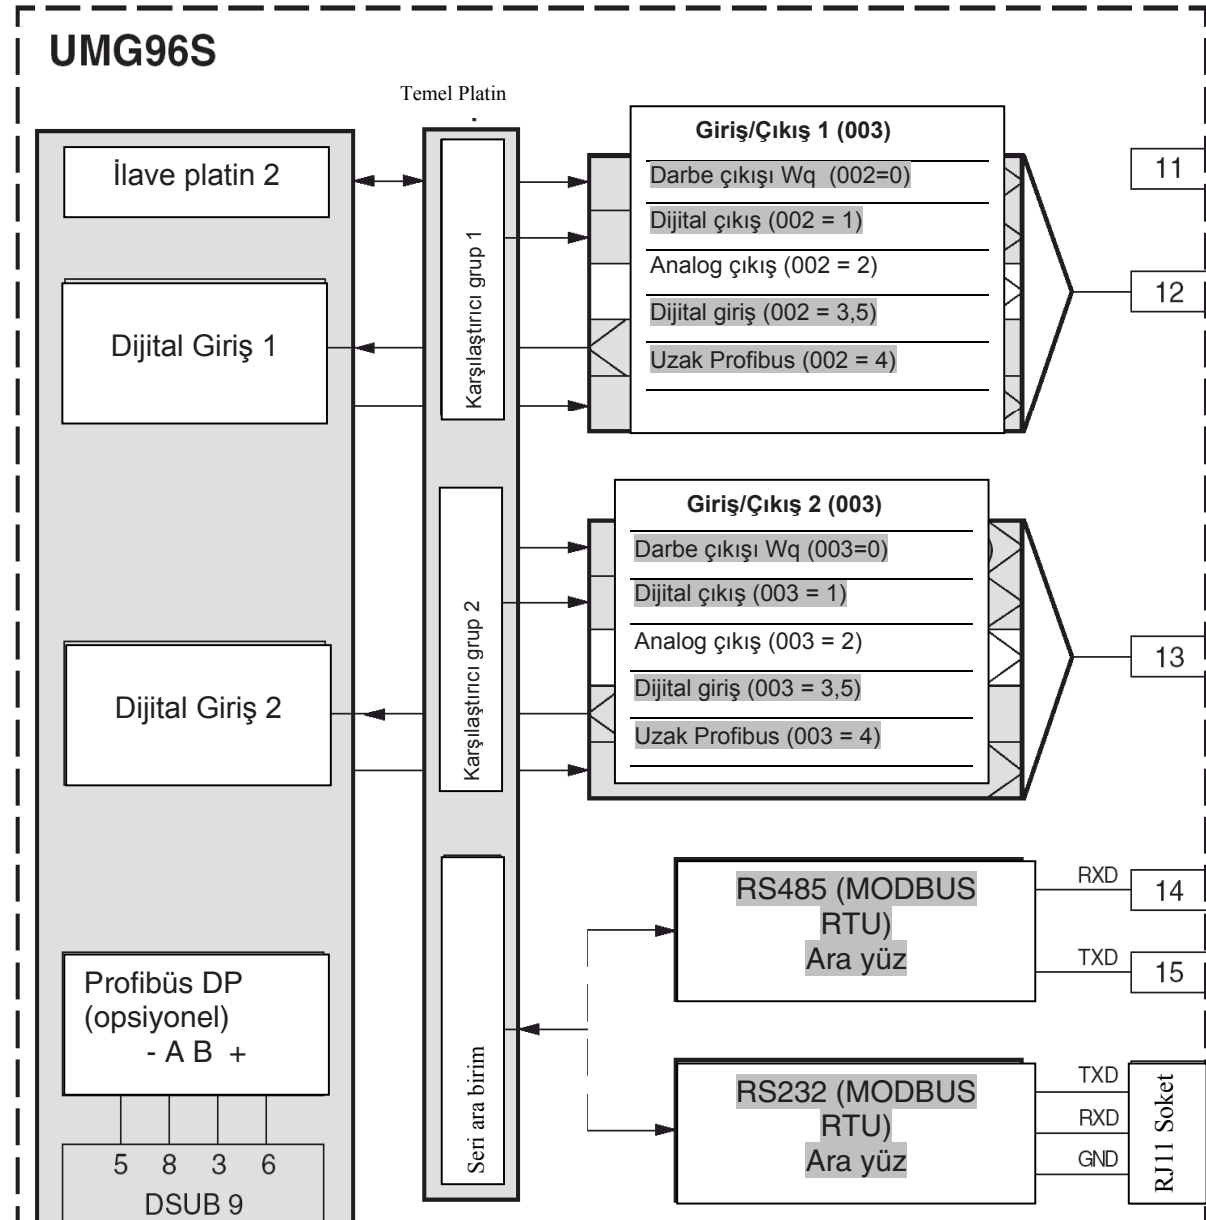 UMG96S
Temel Platin
İlave platin 2
Dijital Giriş 1
Karşılaştırıcı grup 1
Giriş/Çıkış 1 (003)
Darbe çıkışı Wq (002=0)
Dijital çıkış (002 = 1)
Analog çıkış (002 = 2)
Dijital giriş (002 = 3,5)
Uzak Profibus (002 = 4)
11
12
Dijital Giriş 2
Karşılaştırıcı grup 2
Giriş/Çıkış 2 (003)
Darbe çıkışı Wq (003=0)
Dijital çıkış (003 = 1)
Analog çıkış (003 = 2)
Dijital giriş (003 = 3,5)
Uzak Profibus (003 = 4)
13
Profibüs DP
(opsiyonel)
- A B +
5 8 3 6
DSUB 9
Seri ara birim
RS485 (MODBUS
RTU)
Ara yüz
RXD
14
TXD
15
RS232 (MODBUS
RTU)
Ara yüz
TXD
RXD
GND
RJ11 Soket